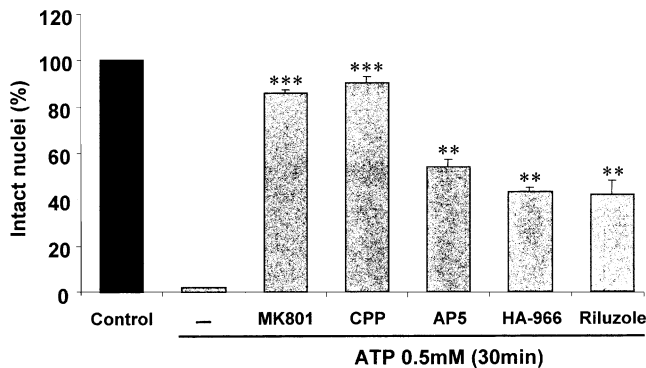 Intact nuclei (%)
120
100
80
60
40
20
0
***
***
**
**
**
Control
–
MK801
CPP
AP5
HA-966
Riluzole
ATP 0.5mM (30min)